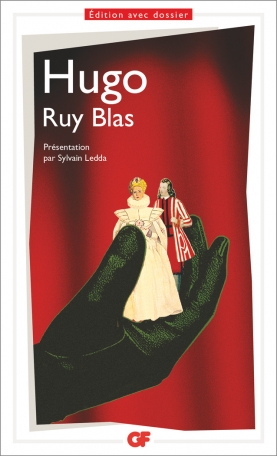 Édition avec dossier
Hugo
Ruy Blas
Présentation
par Sylvain Ledda
GF